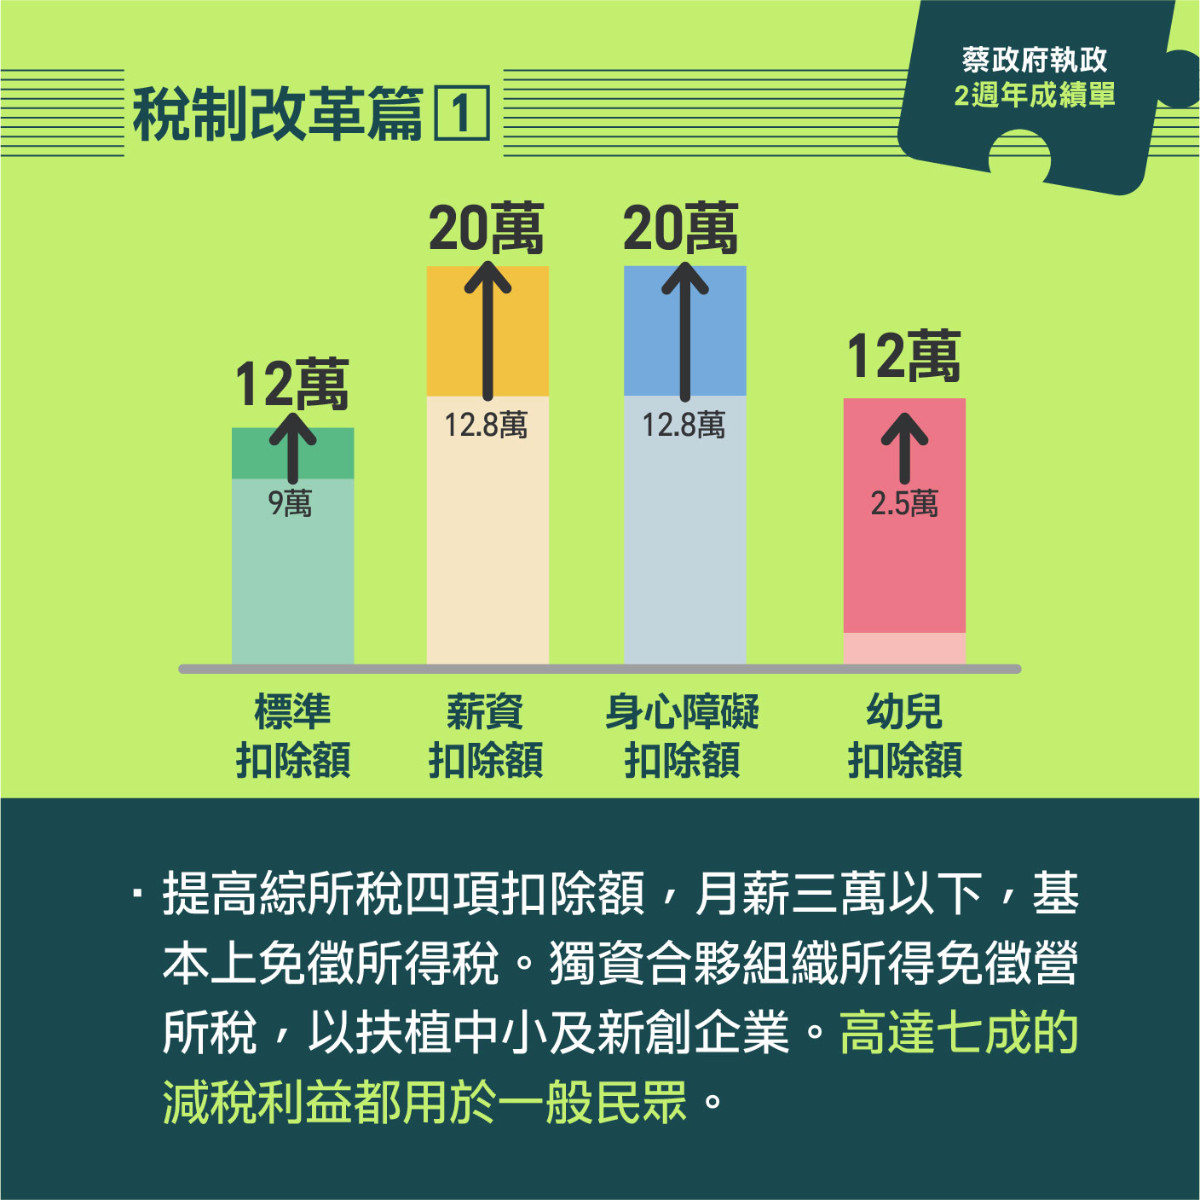 蔡政府執政
2週年成績單
稅制改革篇1
20萬 20萬
12萬 12萬
12.8萬 12.8萬
9萬 2.5萬
標準 薪資 身心障礙 幼兒
扣除額 扣除額 扣除額 扣除額
·提高綜所稅四項扣除額,月薪三萬以下,基
本上免徵所得稅。獨資合夥組織所得免徵營
所稅,以扶植中小及新創企業。高達七成的
減稅利益都用於一般民眾。